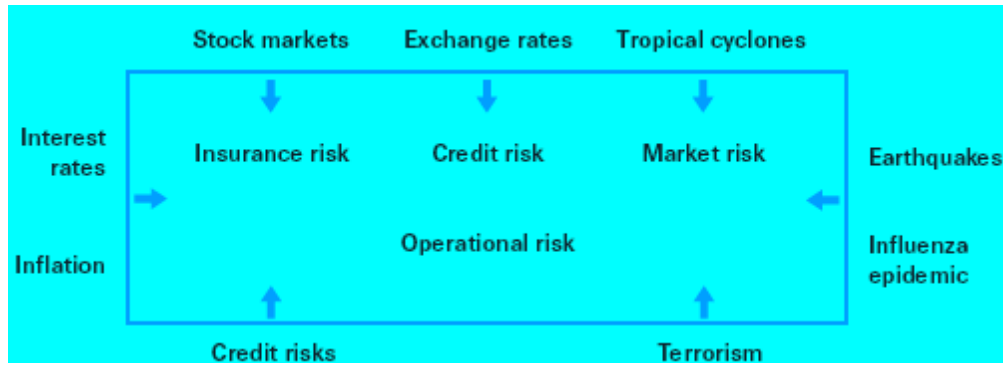 Stock markets Exchange rates Tropical cyclones
Interest
rates
Insurance risk Credit risk Market risk
Earthquakes
Operational risk
Inflation
Influenza
epidemic
Credit risks Terrorism